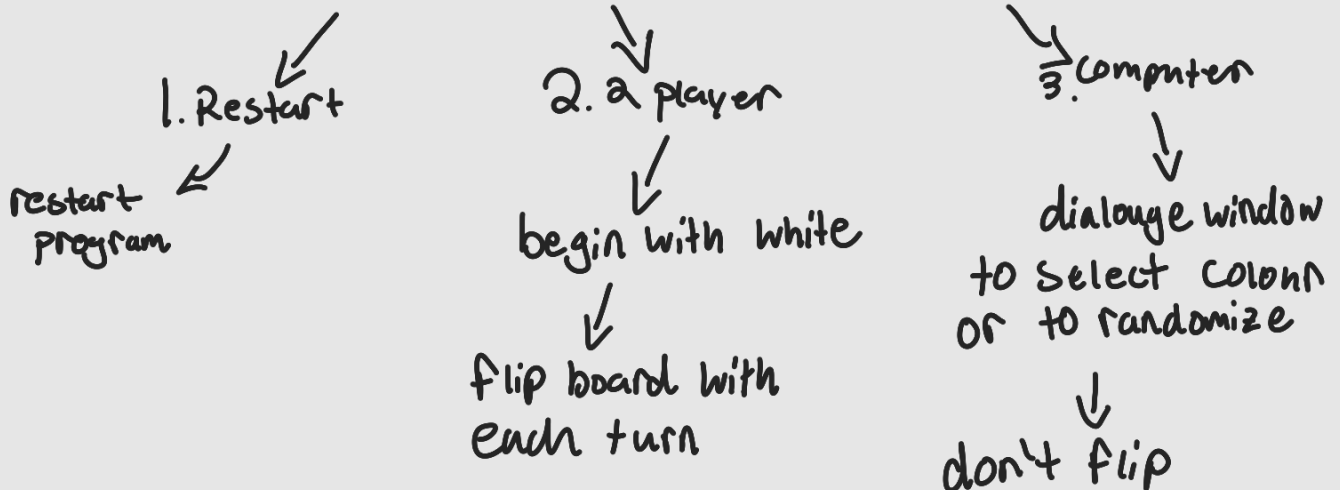 1. Restart
restart
program
2. 2 player
begin with white
flip board with
each turn
3. Computer
dialouge window
to select colour
or to randomize
don't flip